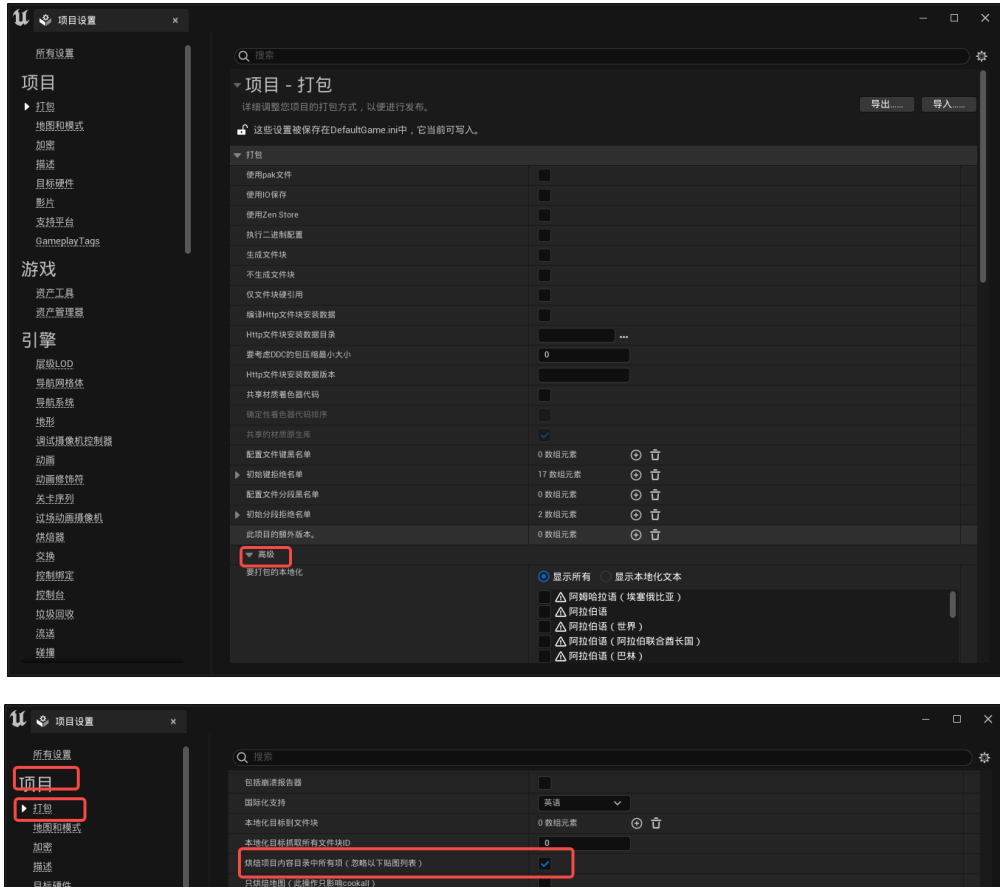 项目设置
所有设置
项目
打包
地图和模式
加密
描述
目标硬件
影片
支持平台
GameplayTags
游戏
资产工具
资产管理器
引擎
层级LOD
导航网格体
导航系统
地形
调试摄像机控制器
动画
动画修饰符
关卡序列
过场动画摄像机
烘焙器
交换
控制绑定
控制台
垃圾回收
流送
碰撞
搜索
项目 - 打包
详细调整您项目的打包方式，以便进行发布。
导出......
导入......
这些设置被保存在DefaultGame.ini中，它当前可写入。
打包
使用pak文件
使用IO保存
使用Zen Store
执行二进制配置
生成文件块
不生成文件块
仅文件块硬引用
编译Http文件块安装数据
Http文件块安装数据目录
...
要考虑DDC的包压缩最小大小 0
Http文件块安装数据版本
共享材质着色器代码
确定性着色器代码排序
共享的材质原生库
配置文件键黑名单 0 数组元素
初始键拒绝名单 17 数组元素
配置文件分段黑名单 0 数组元素
初始分段拒绝名单 2 数组元素
此项目的额外版本。 0 数组元素
高级
要打包的本地化 显示所有 显示本地化文本
阿姆哈拉语（埃塞俄比亚）
阿拉伯语
阿拉伯语（世界）
阿拉伯语（阿拉伯联合酋长国）
阿拉伯语（巴林）
项目设置
所有设置
项目
打包
地图和模式
加密
描述
目标硬件
搜索
包括崩溃报告器
国际化支持 英语
本地化目标到文件块 0 数组元素
本地化目标抓取所有文件块ID 0
烘焙项目内容目录中所有项（忽略以下贴图列表）
只烘焙地图（此操作只影响cookall）